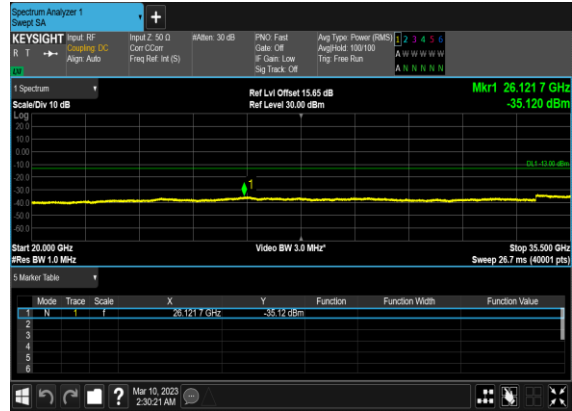 Spectrum Analyzer 1
Swept SA
+
KEYSIGHT Input: RF Input Z: 50 Ω #Atten: 30 dB PNO: Fast Avg Type: Power (RMS) 1 2 3 4 5 6
R T Coupling: DC Corr CCorr Gate: Off Avg|Hold: 100/100 A W W W W W
Align: Auto Freq Ref: Int (S) IF Gain: Low Trig: Free Run
LW Sig Track: Off A N N N N N
1 Spectrum Ref Lvl Offset 15.65 dB Mkr1 26.121 7 GHz
Scale/Div 10 dB Ref Level 30.00 dBm -35.120 dBm
Log
20.0
10.0
0.00
-10.0 DL1 -13.00 dBm
-20.0
-30.0 1
-40.0
-50.0
-60.0
Start 20.000 GHz Video BW 3.0 MHz* Stop 35.500 GHz
#Res BW 1.0 MHz Sweep 26.7 ms (40001 pts)
5 Marker Table
Mode Trace Scale X Y Function Function Width Function Value
1 N 1 f 26.121 7 GHz -35.12 dBm
2
3
4
5
6
? Mar 10, 2023
2:30:21 AM